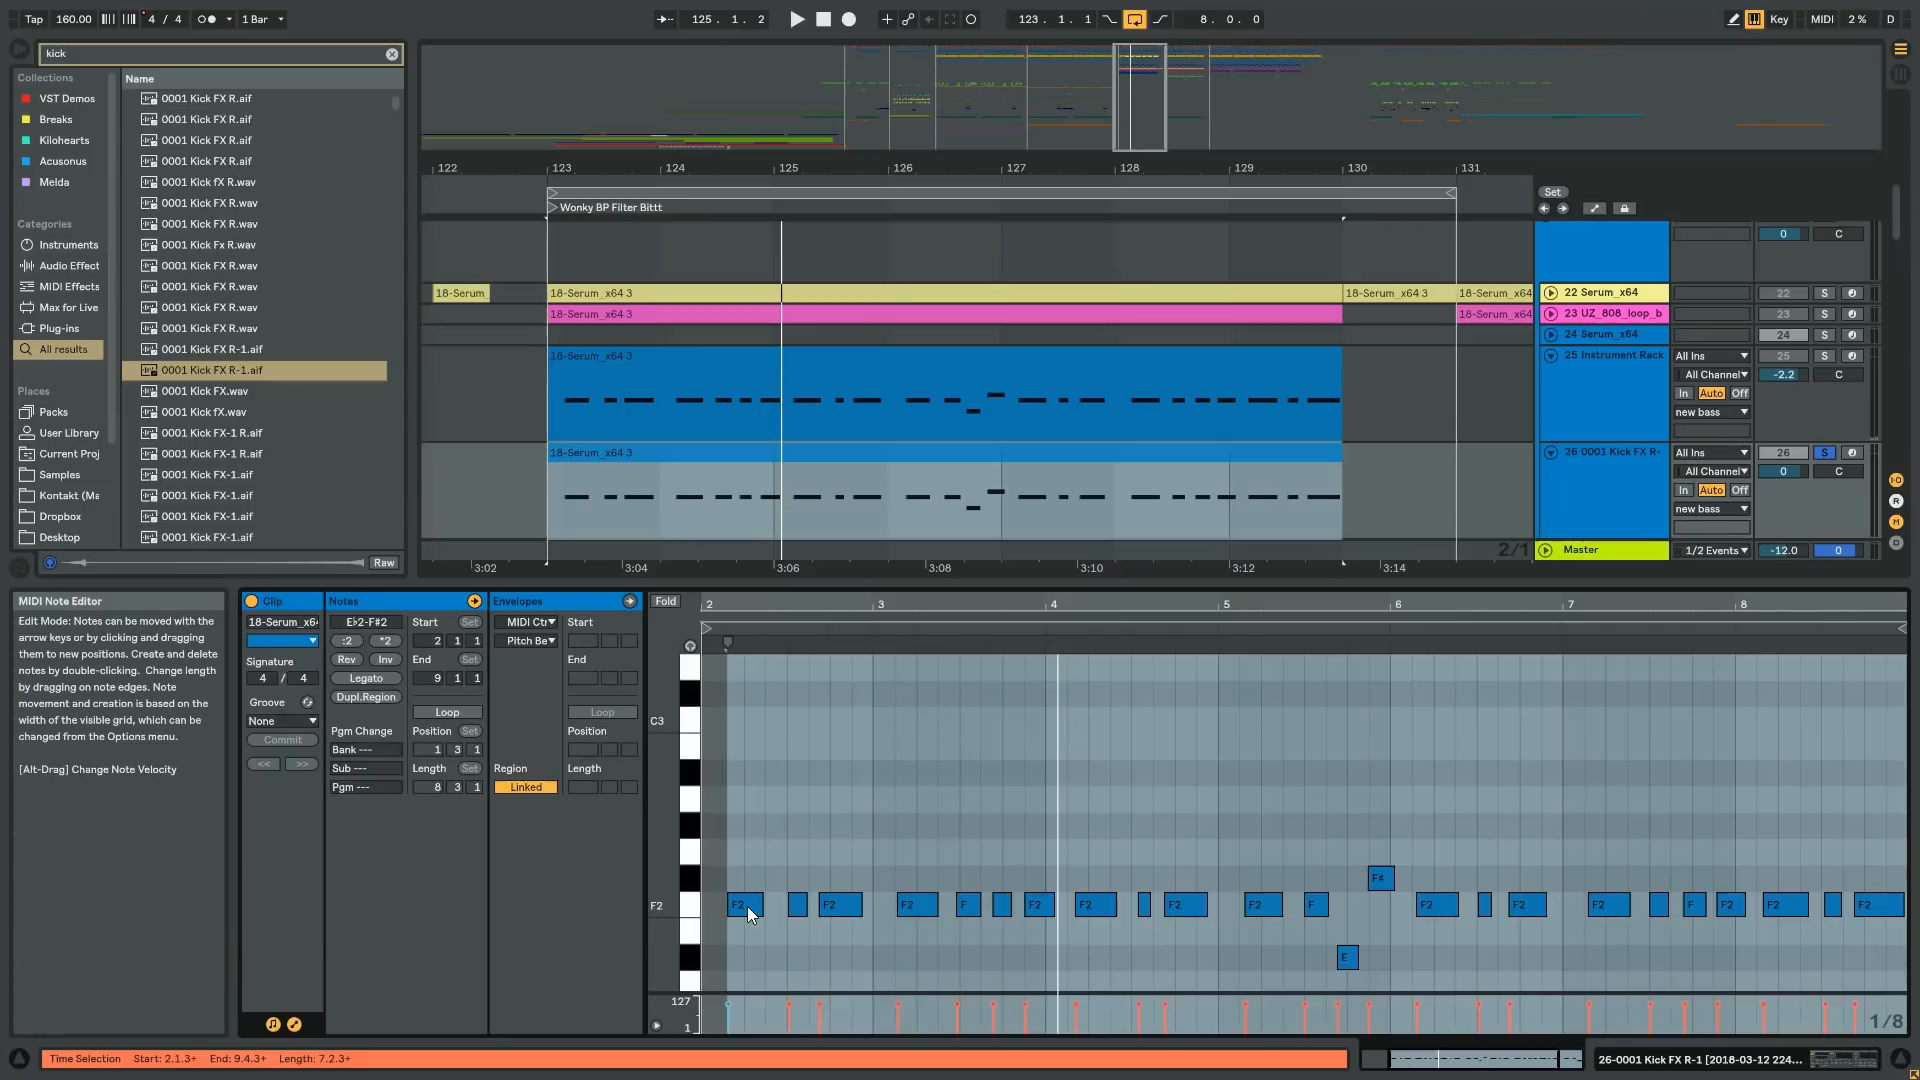 Tap 160.00 4 / 4 1 Bar 125. 1. 2 123. 1. 1 8. 0. 0 Key MIDI 2 % D
kick
Collections
VST Demos
Breaks
Kilohearts
Acusonus
Melda
Categories
Instruments
Audio Effect
MIDI Effects
Max for Live
Plug-ins
All results
Places
Packs
User Library
Current Proj
Samples
Kontakt (Ma
Dropbox
Desktop
Name
0001 Kick FX R.aif
0001 Kick FX R.aif
0001 Kick FX R.aif
0001 Kick FX R.aif
0001 Kick fX R.wav
0001 Kick FX R.wav
0001 Kick FX R.wav
0001 Kick Fx R.wav
0001 Kick FX R.wav
0001 Kick FX R.wav
0001 Kick FX R.wav
0001 Kick FX R.wav
0001 Kick FX R-1.aif
0001 Kick FX R-1.aif
0001 Kick FX.wav
0001 Kick fX.wav
0001 Kick FX-1 R.aif
0001 Kick FX-1 R.aif
0001 Kick FX-1.aif
0001 Kick FX-1.aif
0001 Kick FX-1.aif
0001 Kick FX-1.aif
Raw
122 123 124 125 126 127 128 129 130 131
Wonky BP Filter Bittt
Set
0 C
18-Serum_ 18-Serum_x64 3 18-Serum_x64 3 18-Serum_x64
22 Serum_x64 22 S
18-Serum_x64 3 18-Serum_x64
23 UZ_808_loop_b 23 S
24 Serum_x64 24 S
18-Serum_x64 3
25 Instrument Rack All Ins 25 S
All Channel -2.2 C
In Auto Off
new bass
18-Serum_x64 3
26 0001 Kick FX R- All Ins 26 S
All Channel 0 C
In Auto Off
new bass
2/1
Master 1/2 Events -12.0 0
3:02 3:04 3:06 3:08 3:10 3:12 3:14
I·O
R
M
D
MIDI Note Editor
Edit Mode: Notes can be moved with the
arrow keys or by clicking and dragging
them to new positions. Create and delete
notes by double-clicking. Change length
by dragging on note edges. Note
movement and creation is based on the
width of the visible grid, which can be
changed from the Options menu.
[Alt-Drag] Change Note Velocity
Clip
18-Serum_x6
Signature
4 / 4
Groove
None
Commit
<< >>
Notes
E♭2-F#2
:2 *2
Rev Inv
Legato
Dupl.Region
Pgm Change
Bank ---
Sub ---
Pgm ---
Start Set
2 1 1
End Set
9 1 1
Loop
Position Set
1 3 1
Length Set
8 3 1
Envelopes
MIDI Ctr
Pitch Be
Region
Linked
Start
End
Loop
Position
Length
Fold
2 3 4 5 6 7 8
C3
F#
F2
F2 F2 F2 F F2 F2 F2 F2 F F2 F2 F2 F F2 F2 F2
E
127
1
1/8
Time Selection Start: 2.1.3+ End: 9.4.3+ Length: 7.2.3+
26-0001 Kick FX R-1 [2018-03-12 224...